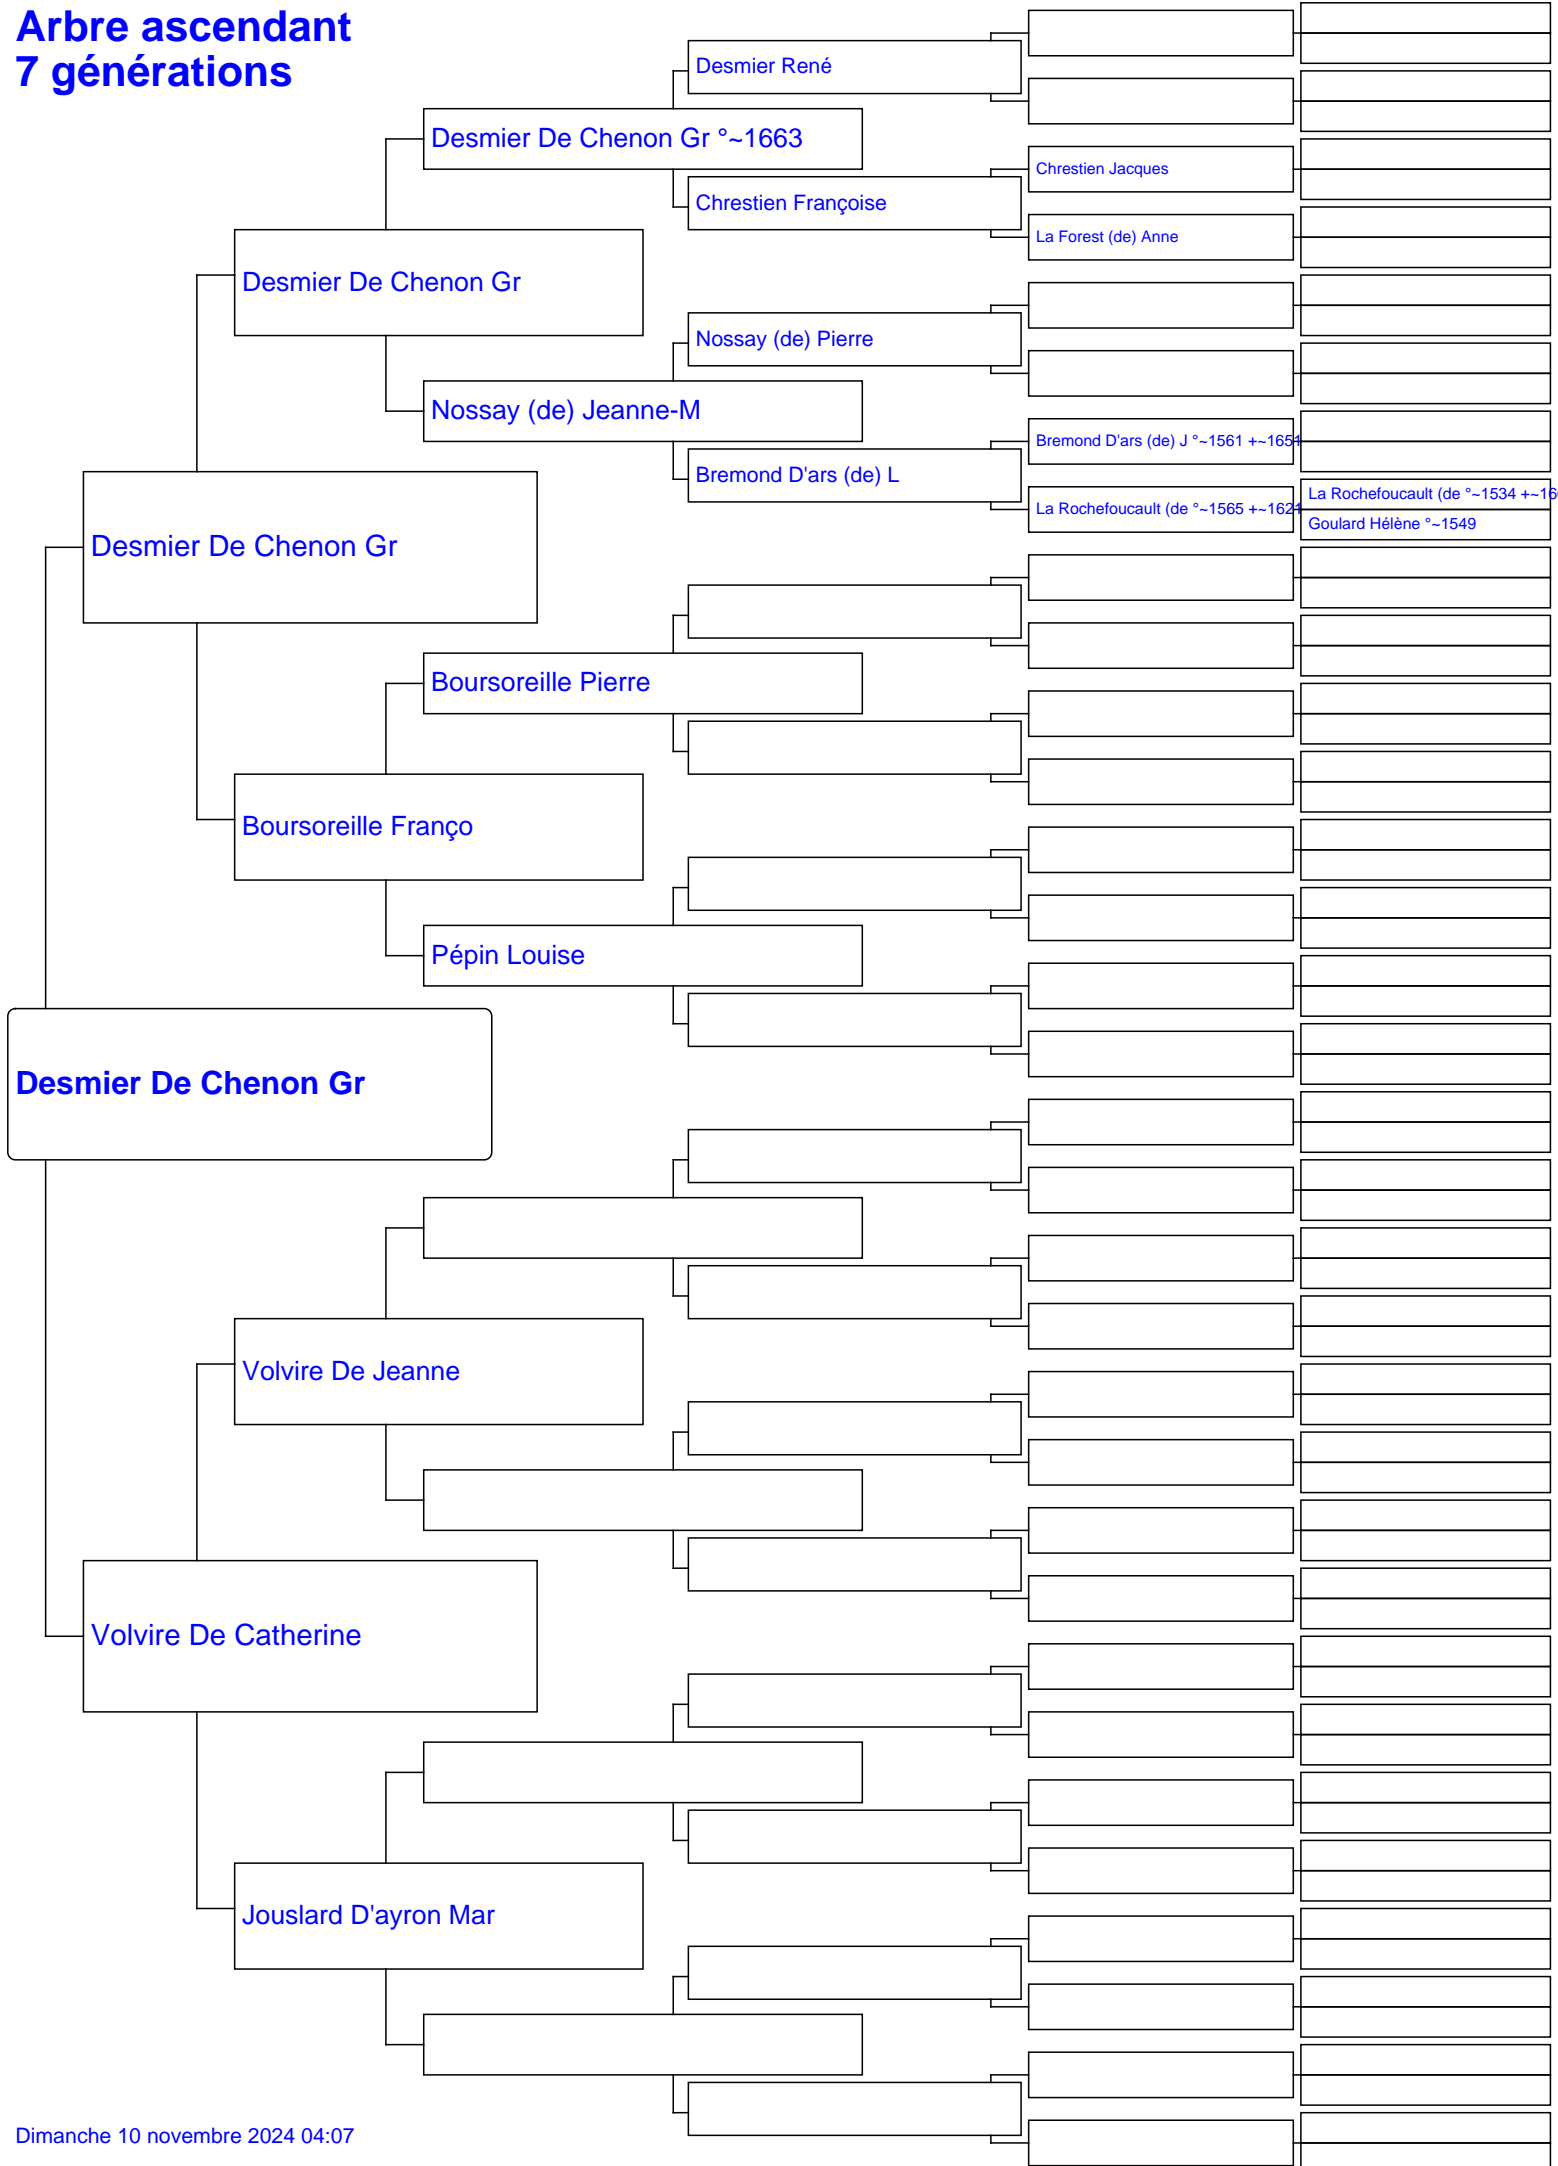 Arbre ascendant
7 générations
Desmier René
Desmier De Chenon Gr °~1663
Chrestien Jacques
Chrestien Françoise
La Forest (de) Anne
Desmier De Chenon Gr
Nossay (de) Pierre
Nossay (de) Jeanne-M
Bremond D'ars (de) J °~1561 +~1651
Bremond D'ars (de) L
La Rochefoucault (de °~1565 +~1621
La Rochefoucault (de °~1534 +~16
Goulard Hélène °~1549
Desmier De Chenon Gr
Boursoreille Pierre
Boursoreille Franço
Pépin Louise
Desmier De Chenon Gr
Volvire De Jeanne
Volvire De Catherine
Jouslard D'ayron Mar
Dimanche 10 novembre 2024 04:07